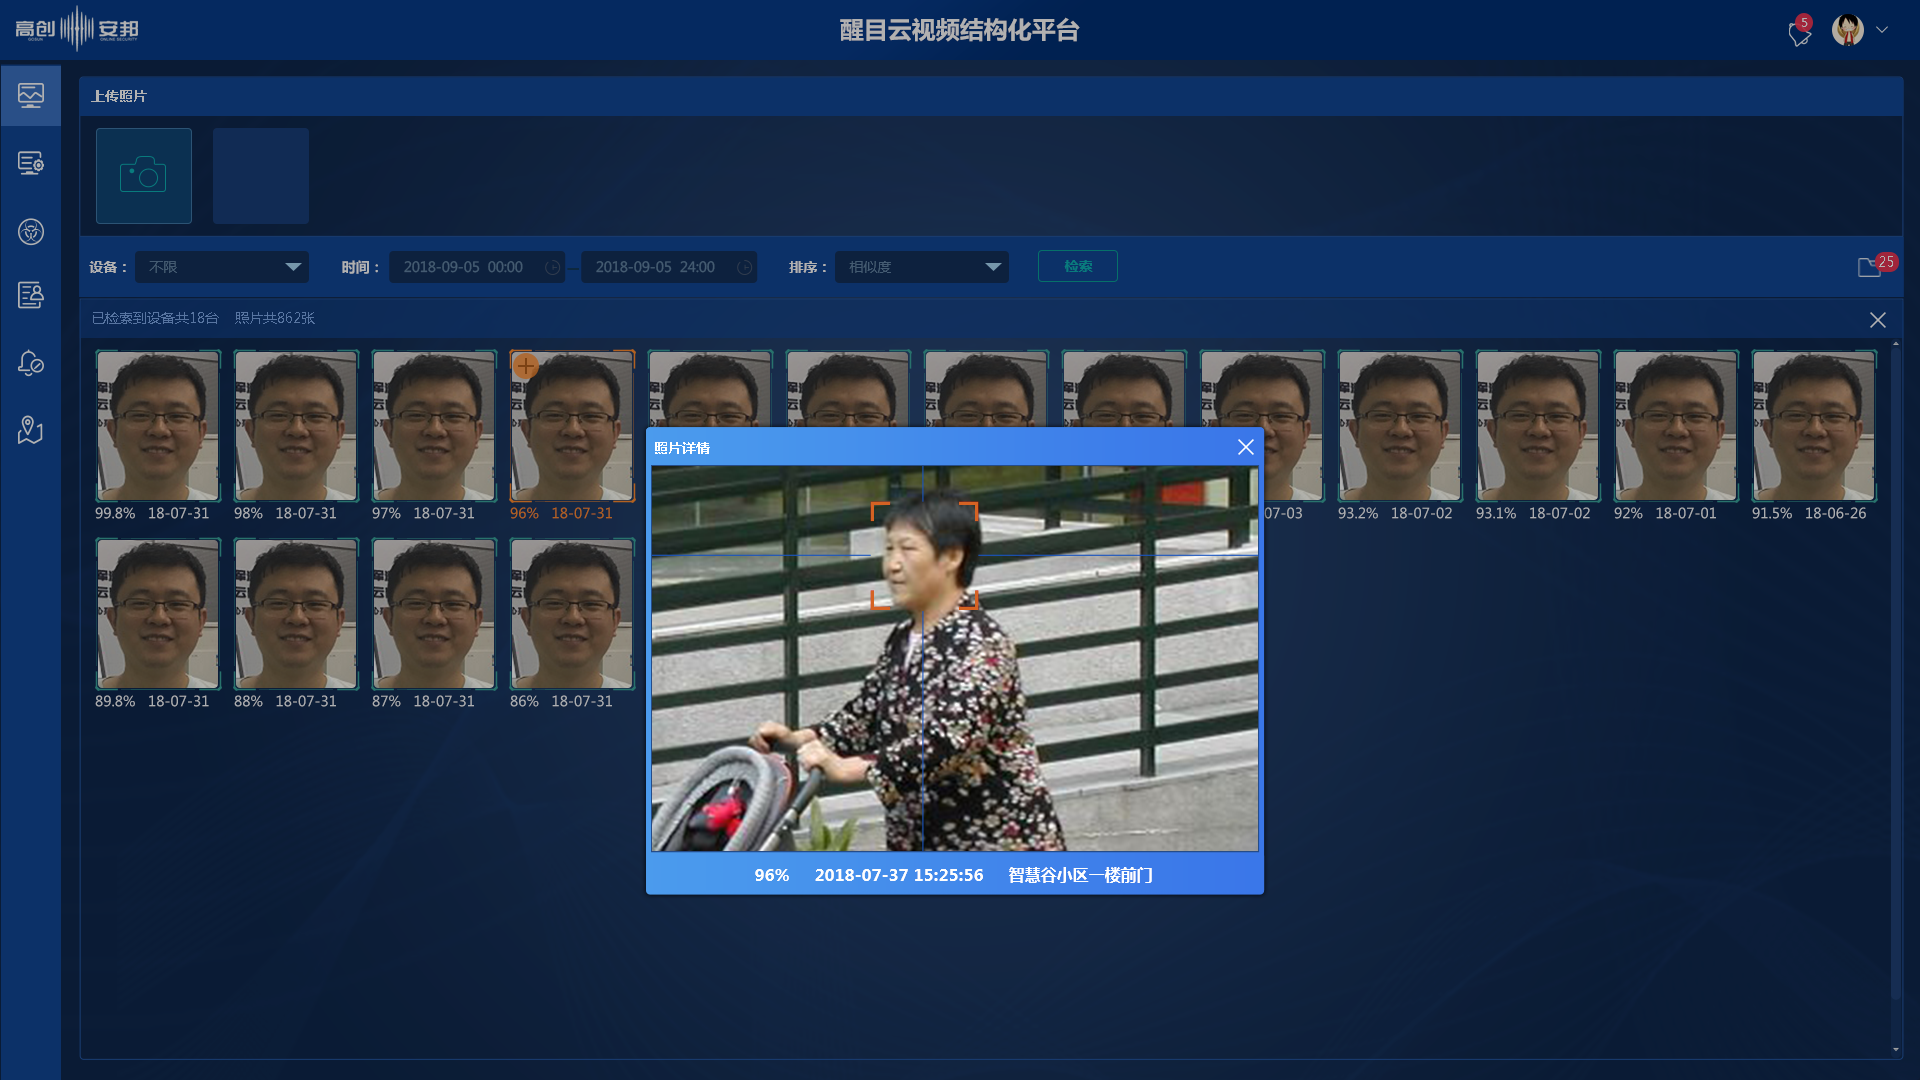 高创 安邦
GOSUN ONLINE SECURITY
醒目云视频结构化平台
5
上传照片
设备： 不限 时间： 2018-09-05 00:00 — 2018-09-05 24:00 排序： 相似度 检索
25
已检索到设备共18台 照片共862张
99.8% 18-07-31 98% 18-07-31 97% 18-07-31 96% 18-07-31 07-03 93.2% 18-07-02 93.1% 18-07-02 92% 18-07-01 91.5% 18-06-26
照片详情
89.8% 18-07-31 88% 18-07-31 87% 18-07-31 86% 18-07-31
96% 2018-07-37 15:25:56 智慧谷小区一楼前门